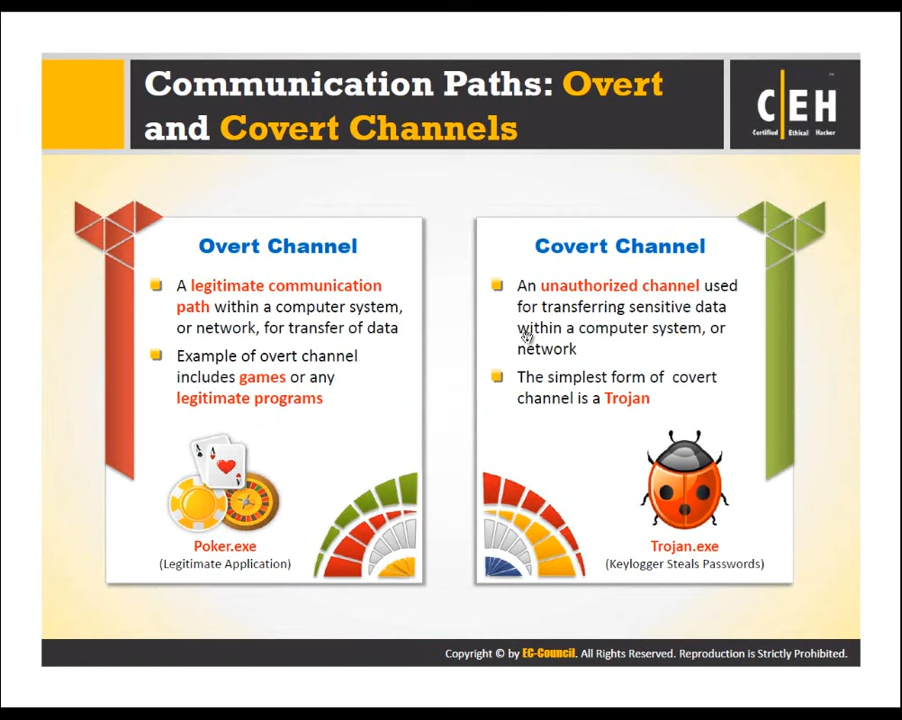 Communication Paths: Overt
and Covert Channels
C|EH
Certified Ethical Hacker
Overt Channel
A legitimate communication
path within a computer system,
or network, for transfer of data
Example of overt channel
includes games or any
legitimate programs
Poker.exe
(Legitimate Application)
Covert Channel
An unauthorized channel used
for transferring sensitive data
within a computer system, or
network
The simplest form of covert
channel is a Trojan
Trojan.exe
(Keylogger Steals Passwords)
Copyright © by EC-Council. All Rights Reserved. Reproduction is Strictly Prohibited.